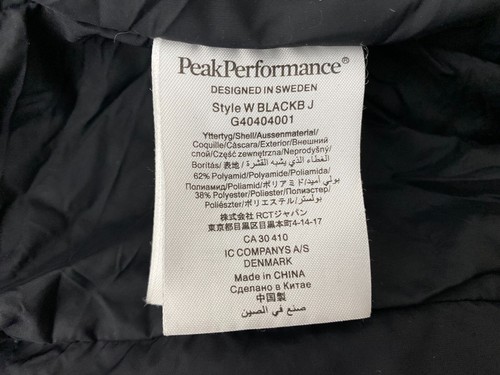 PeakPerformance®
DESIGNED IN SWEDEN
Style W BLACKB J
G40404001
Yttertyg/Shell/Aussenmaterial/
Coquille/Cáscara/Exterior/Внешний
слой/Część zewnętrzna/Neprodyšný/
Borítás/表地/الغطاء الذي يشبه القشرة
62% Polyamid/Polyamide/Poliamida/
Полиамид/Poliamid/ポリアミド/بولي أميد
38% Polyester/Poliester/Полиэстер/
Poliészter/ポリエステル/بولستر
株式会社 RCTジャパン
東京都目黒区目黒本町 4-14-17
CA 30 410
IC COMPANYS A/S
DENMARK
Made in CHINA
Сделано в Китае
中国製
صنع في الصين